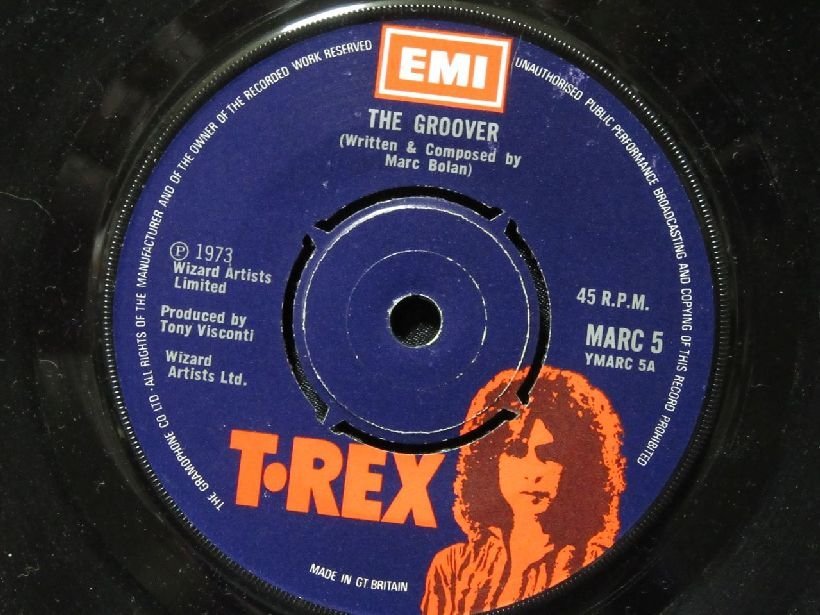 EMI
THE GROOVER
(Written & Composed by
Marc Bolan)
℗ 1973
Wizard Artists
Limited
Produced by
Tony Visconti
Wizard
Artists Ltd.
45 R.P.M.
MARC 5
YMARC 5A
T·REX
MADE IN GT BRITAIN
THE GRAMOPHONE CO LTD · ALL RIGHTS OF THE MANUFACTURER AND OF THE OWNER OF THE RECORDED WORK RESERVED
UNAUTHORISED PUBLIC PERFORMANCE BROADCASTING AND COPYING OF THIS RECORD PROHIBITED